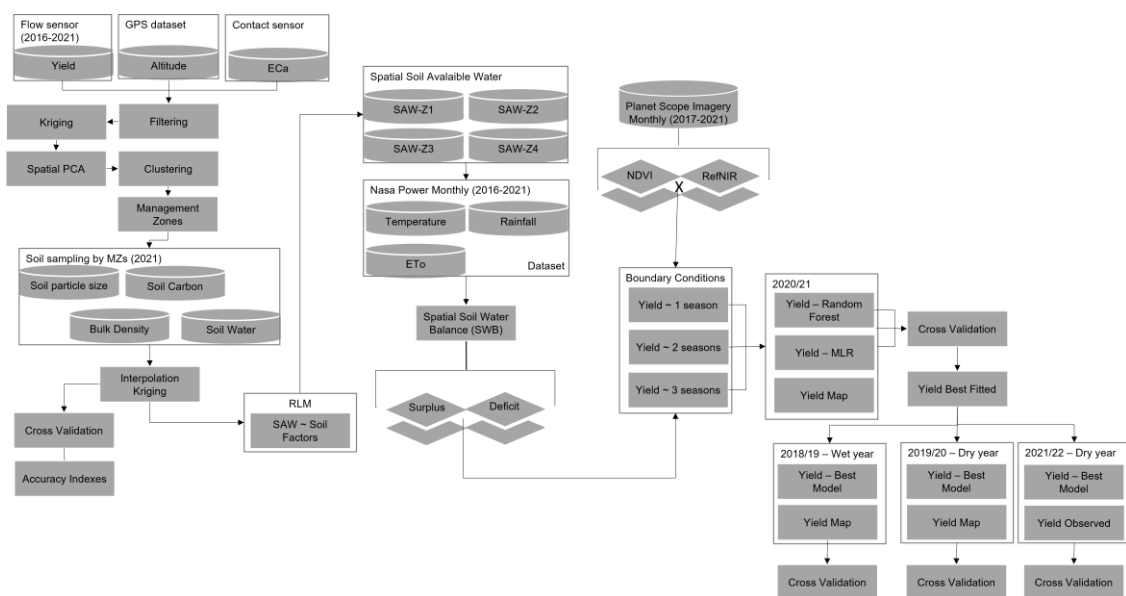 Flow sensor
(2016-2021)
Yield
GPS dataset
Altitude
Contact sensor
ECa
Kriging
Filtering
Spatial PCA
Clustering
Management
Zones
Soil sampling by MZs (2021)
Soil particle size
Soil Carbon
Bulk Density
Soil Water
Interpolation
Kriging
Cross Validation
Accuracy Indexes
RLM
SAW ~ Soil
Factors
Spatial Soil Avalaible Water
SAW-Z1
SAW-Z2
SAW-Z3
SAW-Z4
Nasa Power Monthly (2016-2021)
Temperature
Rainfall
ETo
Dataset
Spatial Soil Water
Balance (SWB)
Surplus
Deficit
Planet Scope Imagery
Monthly (2017-2021)
NDVI
X
RefNIR
Boundary Conditions
Yield ~ 1 season
Yield ~ 2 seasons
Yield ~ 3 seasons
2020/21
Yield – Random
Forest
Yield – MLR
Yield Map
Cross Validation
Yield Best Fitted
2018/19 – Wet year
Yield – Best
Model
Yield Map
Cross Validation
2019/20 – Dry year
Yield – Best
Model
Yield Map
Cross Validation
2021/22 – Dry year
Yield – Best
Model
Yield Observed
Cross Validation